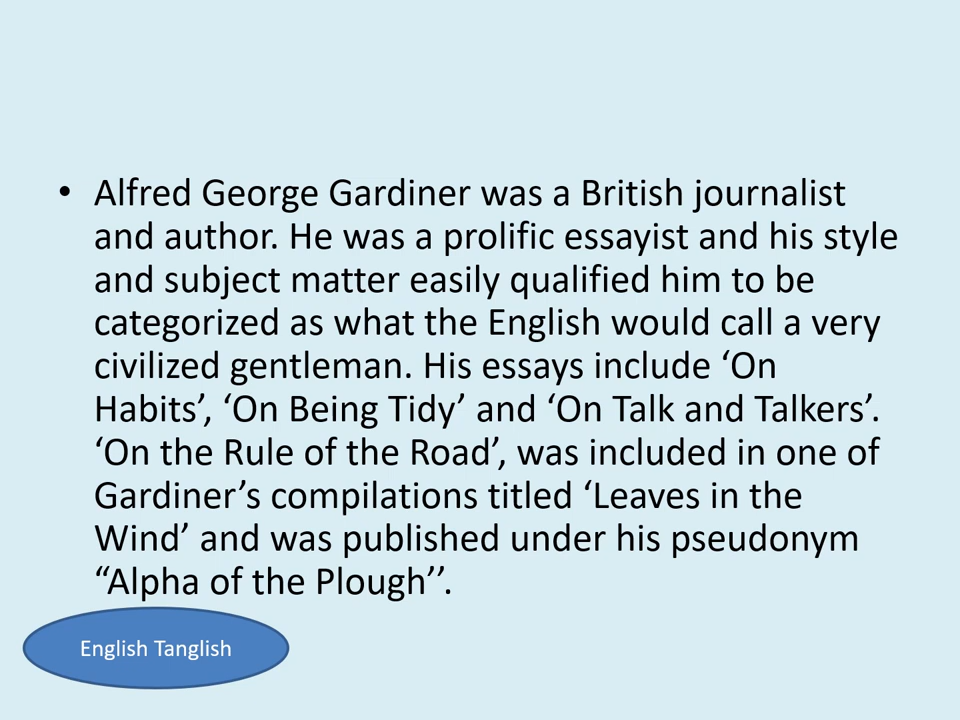 • Alfred George Gardiner was a British journalist
and author. He was a prolific essayist and his style
and subject matter easily qualified him to be
categorized as what the English would call a very
civilized gentleman. His essays include ‘On
Habits’, ‘On Being Tidy’ and ‘On Talk and Talkers’.
‘On the Rule of the Road’, was included in one of
Gardiner’s compilations titled ‘Leaves in the
Wind’ and was published under his pseudonym
“Alpha of the Plough’’.
English Tanglish